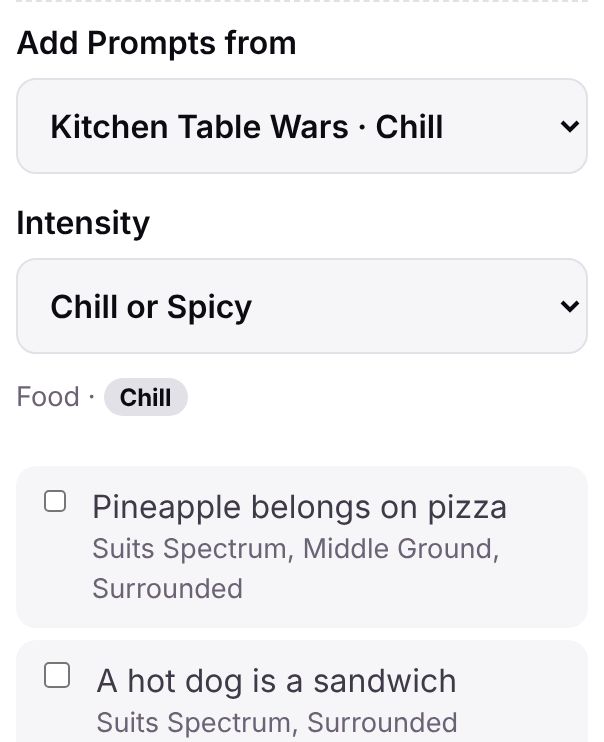 Add Prompts from
Kitchen Table Wars · Chill
Intensity
Chill or Spicy
Food · Chill
Pineapple belongs on pizza
Suits Spectrum, Middle Ground,
Surrounded
A hot dog is a sandwich
Suits Spectrum, Surrounded